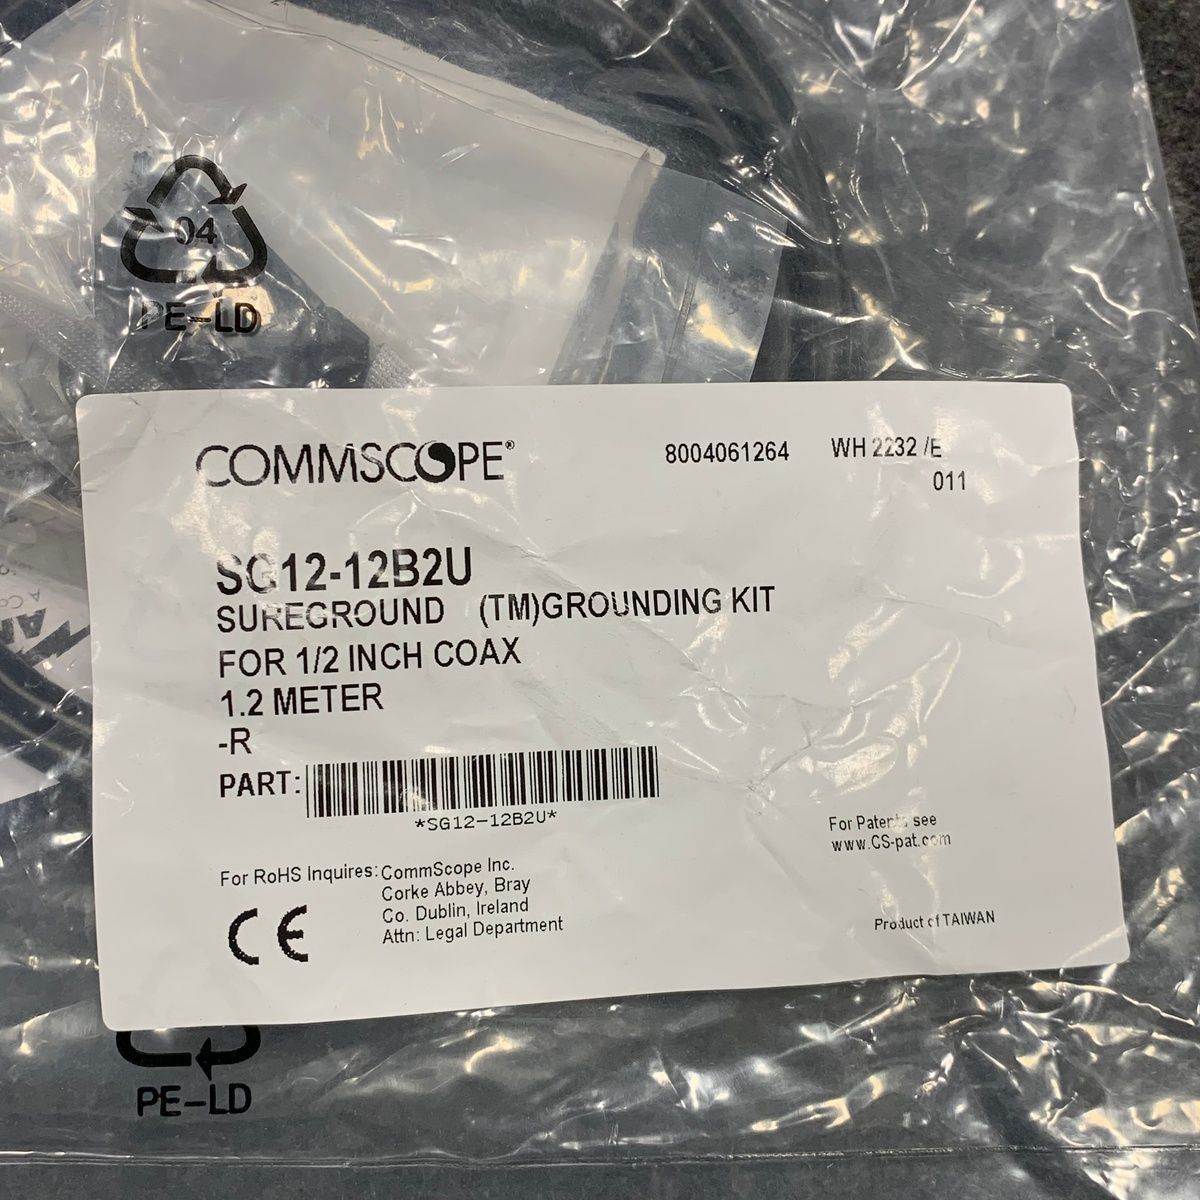 04
PE-LD
COMMSCOPE®
8004061264 WH 2232 /E
011
SG12-12B2U
SUREGROUND (TM)GROUNDING KIT
FOR 1/2 INCH COAX
1.2 METER
-R
PART:
*SG12-12B2U*
For Patents see
www.CS-pat.com
For RoHS Inquires: CommScope Inc.
Corke Abbey, Bray
Co. Dublin, Ireland
Attn: Legal Department
CE
Product of TAIWAN
PE-LD